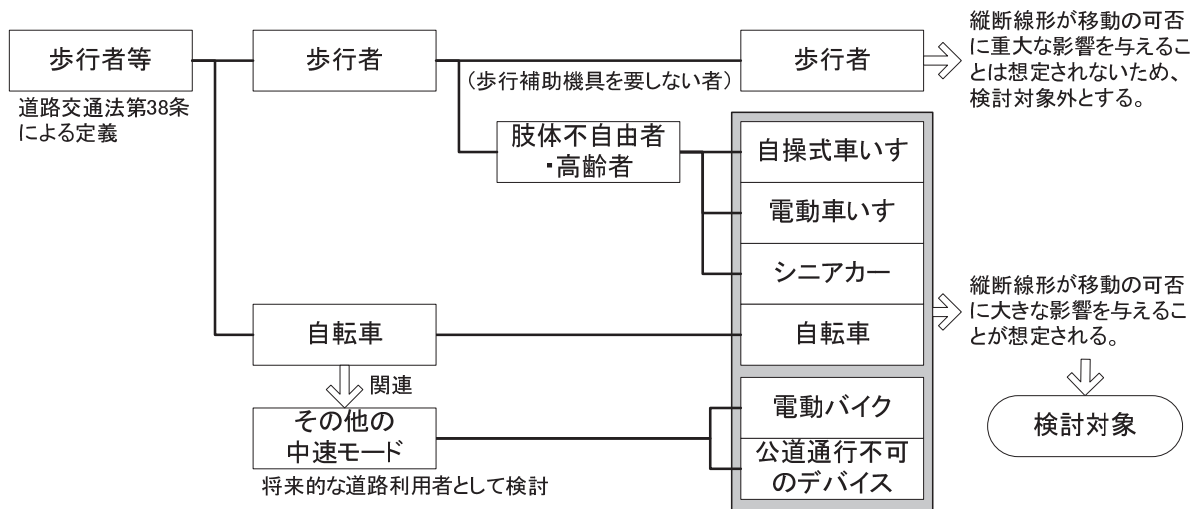 歩行者等
道路交通法第38条
による定義
歩行者
(歩行補助機具を要しない者)
歩行者
縦断線形が移動の可否
に重大な影響を与えるこ
とは想定されないため、
検討対象外とする。
肢体不自由者
・高齢者
自操式車いす
電動車いす
シニアカー
自転車
自転車
縦断線形が移動の可否
に大きな影響を与えるこ
とが想定される。
検討対象
関連
その他の
中速モード
将来的な道路利用者として検討
電動バイク
公道通行不可
のデバイス